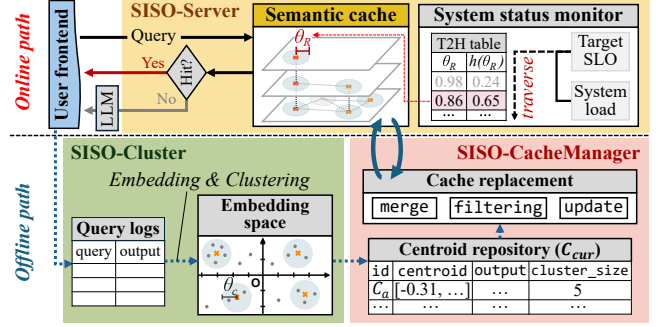 Online path
User frontend
SISO-Server
Query
Yes
Hit?
No
LLM
Semantic cache
θR
System status monitor
T2H table
θR h(θR)
0.98 0.24
0.86 0.65
... ...
traverse
Target
SLO
System
load
Offline path
SISO-Cluster
Embedding & Clustering
Query logs
query output
Embedding
space
θc
O
SISO-CacheManager
Cache replacement
merge filtering update
Centroid repository (Ccur)
id centroid output cluster_size
Ca [-0.31, ...] ... 5
... ... ... ...